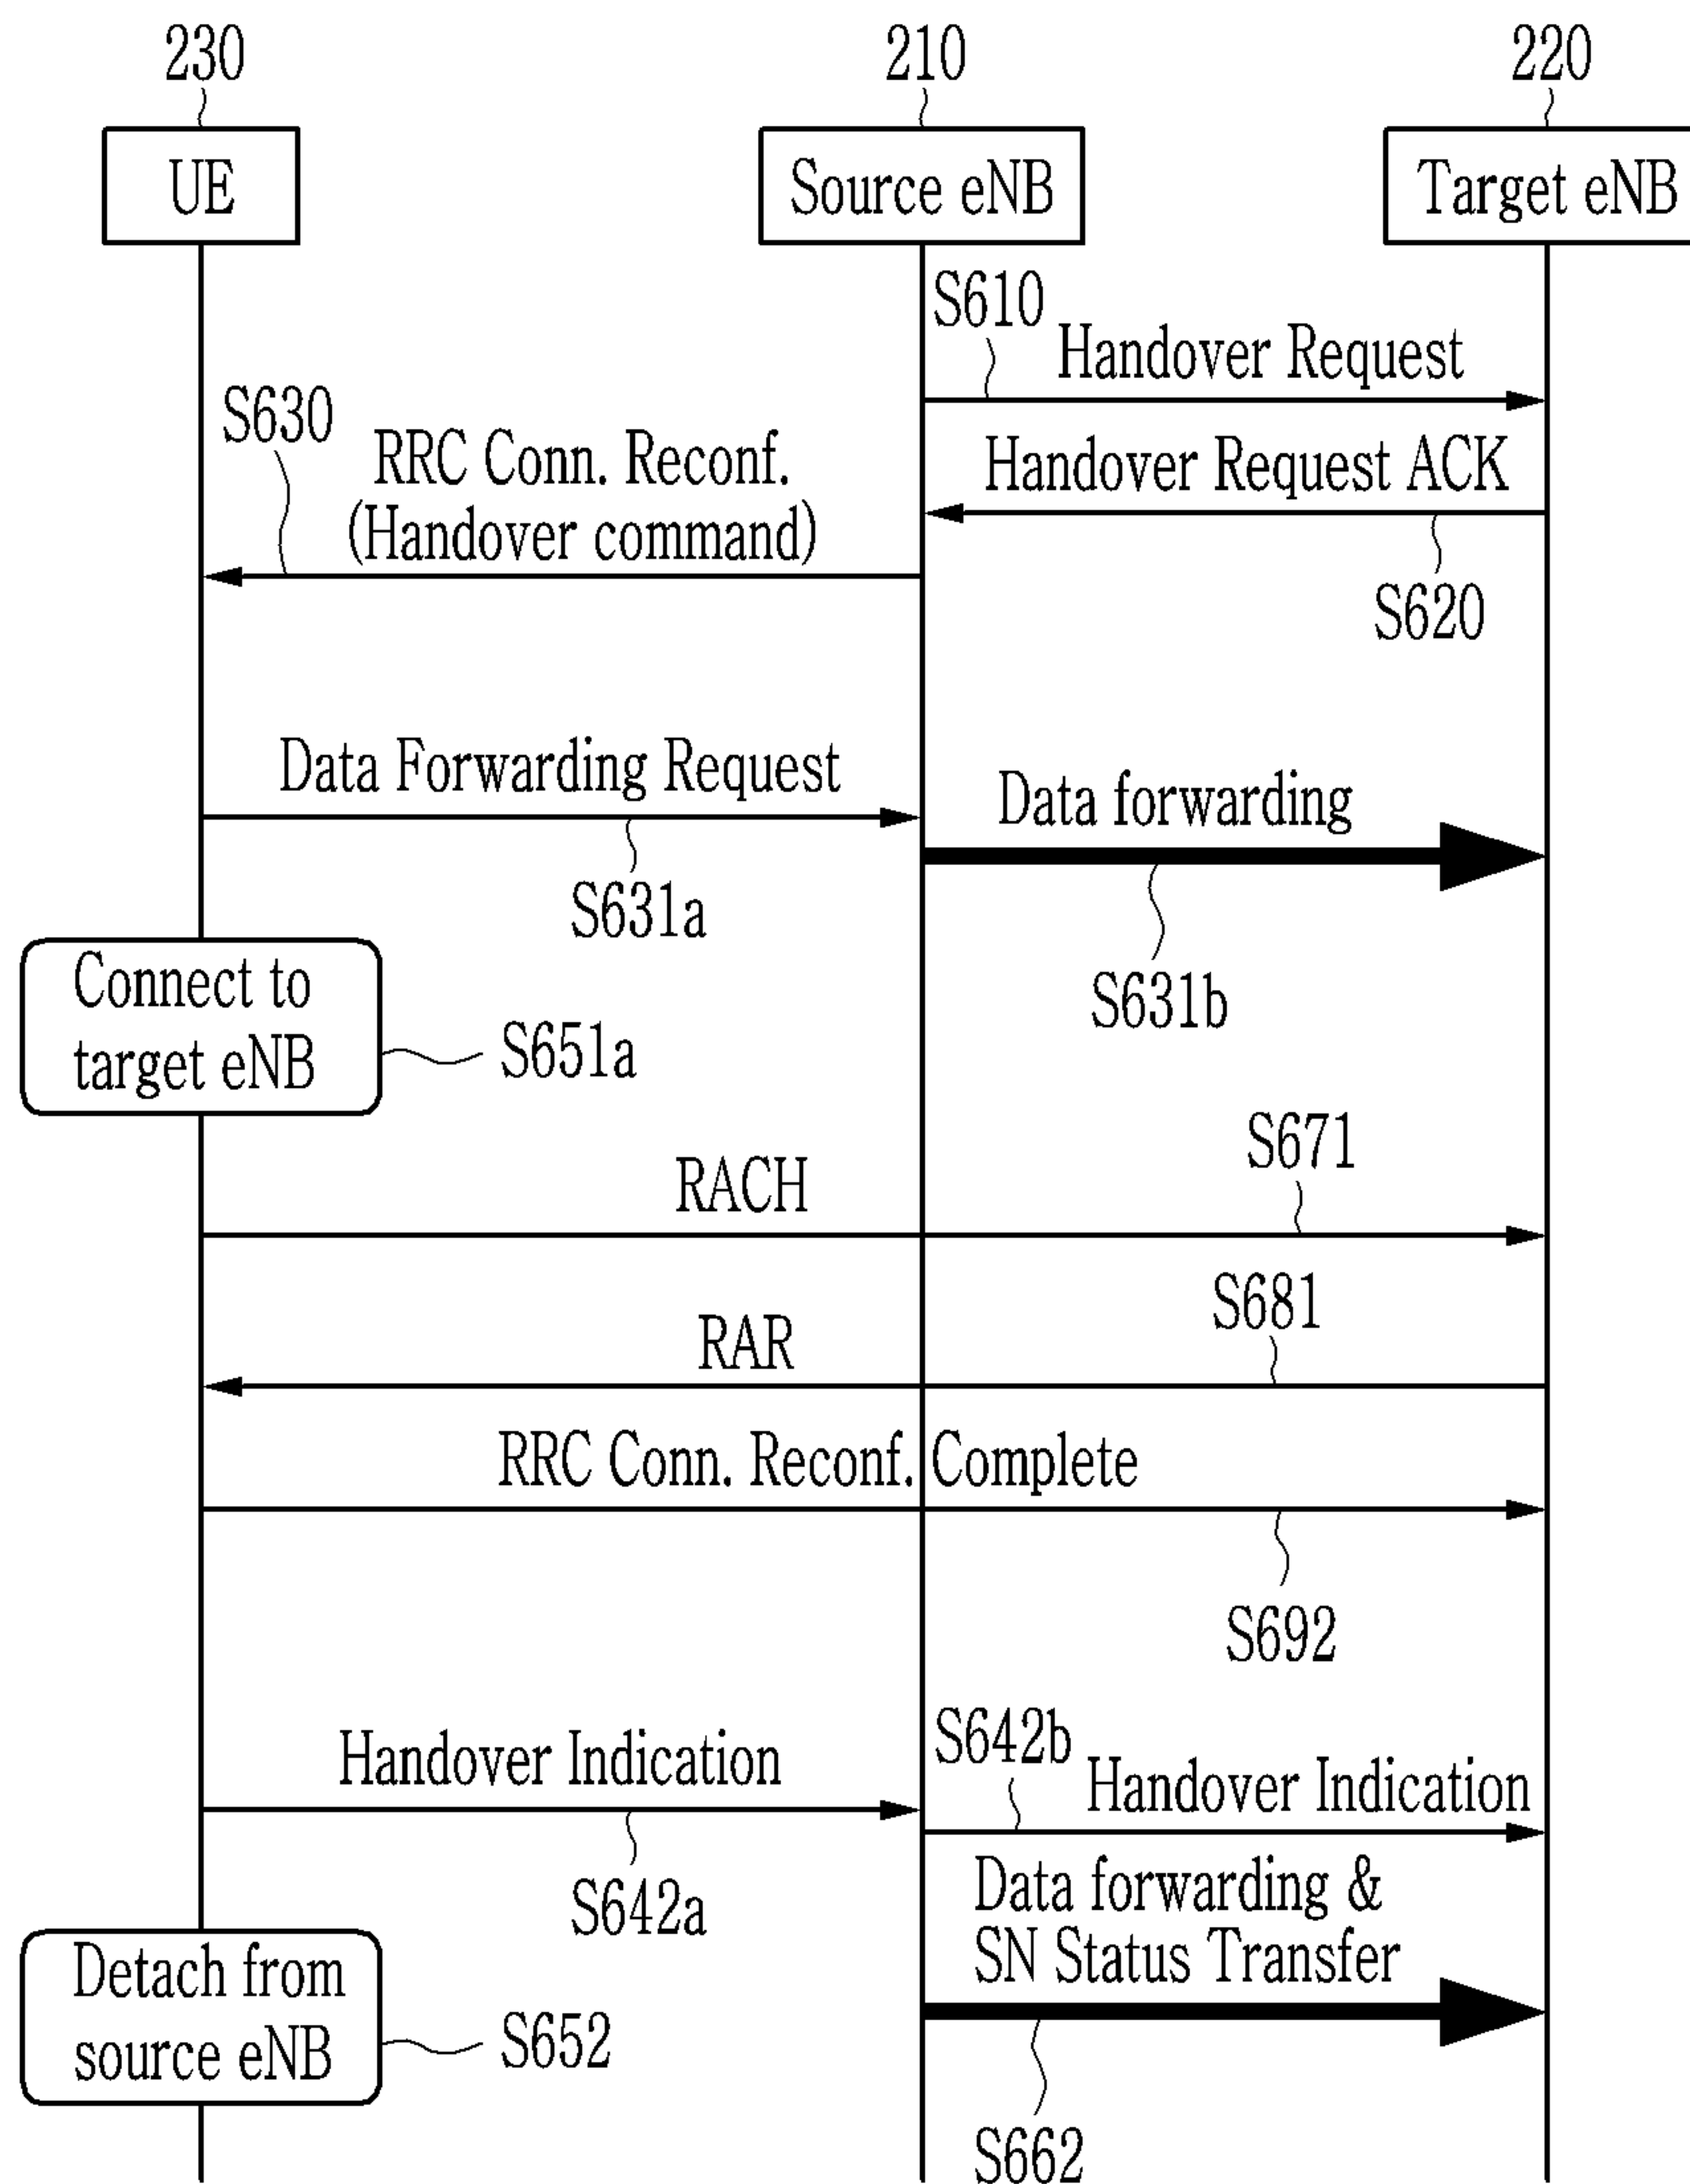 230
210
220
UE
Source eNB
Target eNB
S610
Handover Request
S630
RRC Conn. Reconf.
(Handover command)
Handover Request ACK
S620
Data Forwarding Request
Data forwarding
S631a
S631b
Connect to
target eNB
S651a
S671
RACH
S681
RAR
RRC Conn. Reconf. Complete
S692
Handover Indication
S642b
Handover Indication
S642a
Data forwarding &
SN Status Transfer
Detach from
source eNB
S652
S662